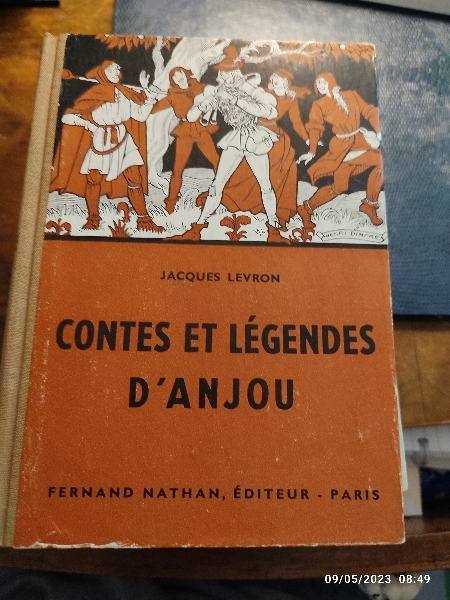 JACQUES LEVRON
CONTES ET LÉGENDES
D'ANJOU
FERNAND NATHAN, ÉDITEUR - PARIS
09/05/2023 08:49